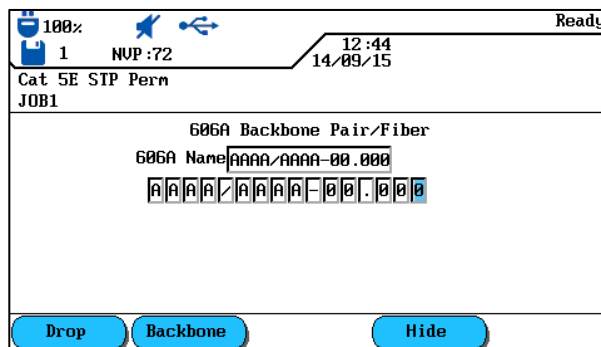 100% Ready
1 NVP:72 12:44
14/09/15
Cat 5E STP Perm
JOB1
606A Backbone Pair/Fiber
606A Name AAAA/AAAA-00.000
AAAA/AAAA-00.000
Drop Backbone Hide